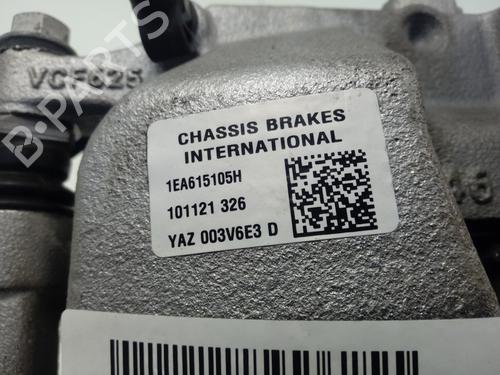 VCF625
B-PARTS
CHASSIS BRAKES
INTERNATIONAL
1EA615105H
101121 326
YAZ 003V6E3 D